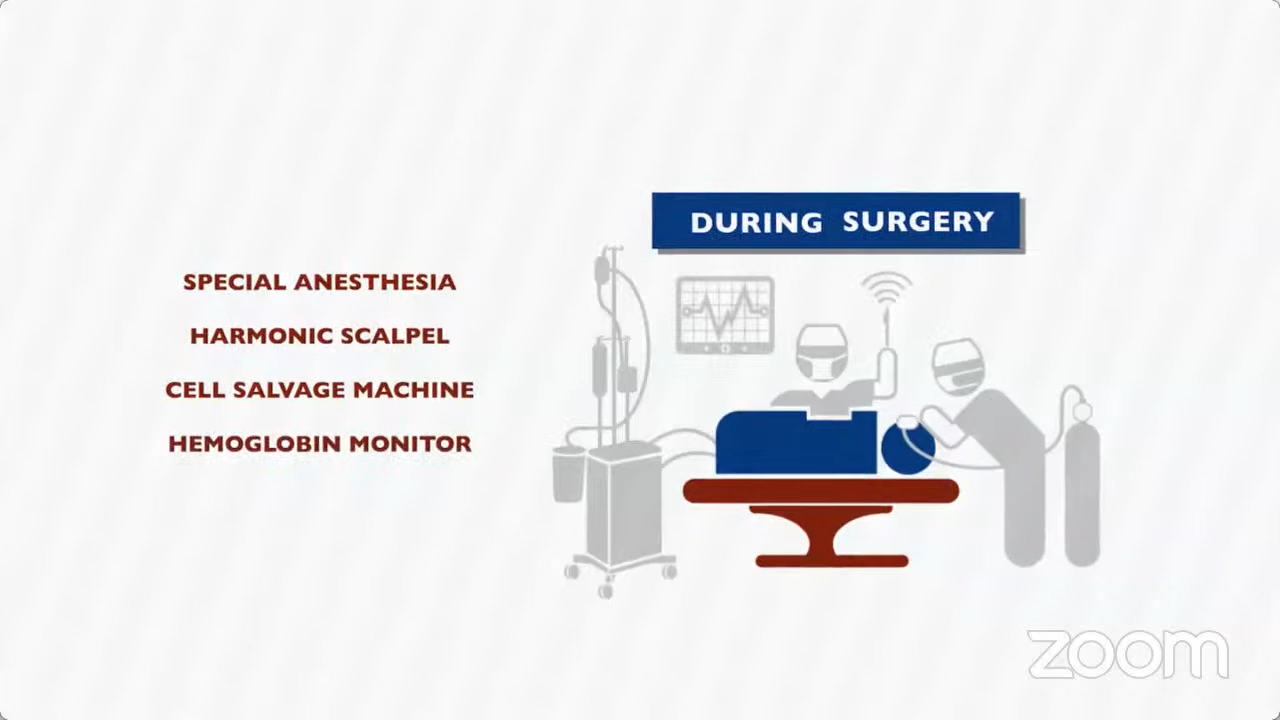 DURING SURGERY
SPECIAL ANESTHESIA
HARMONIC SCALPEL
CELL SALVAGE MACHINE
HEMOGLOBIN MONITOR
zoom